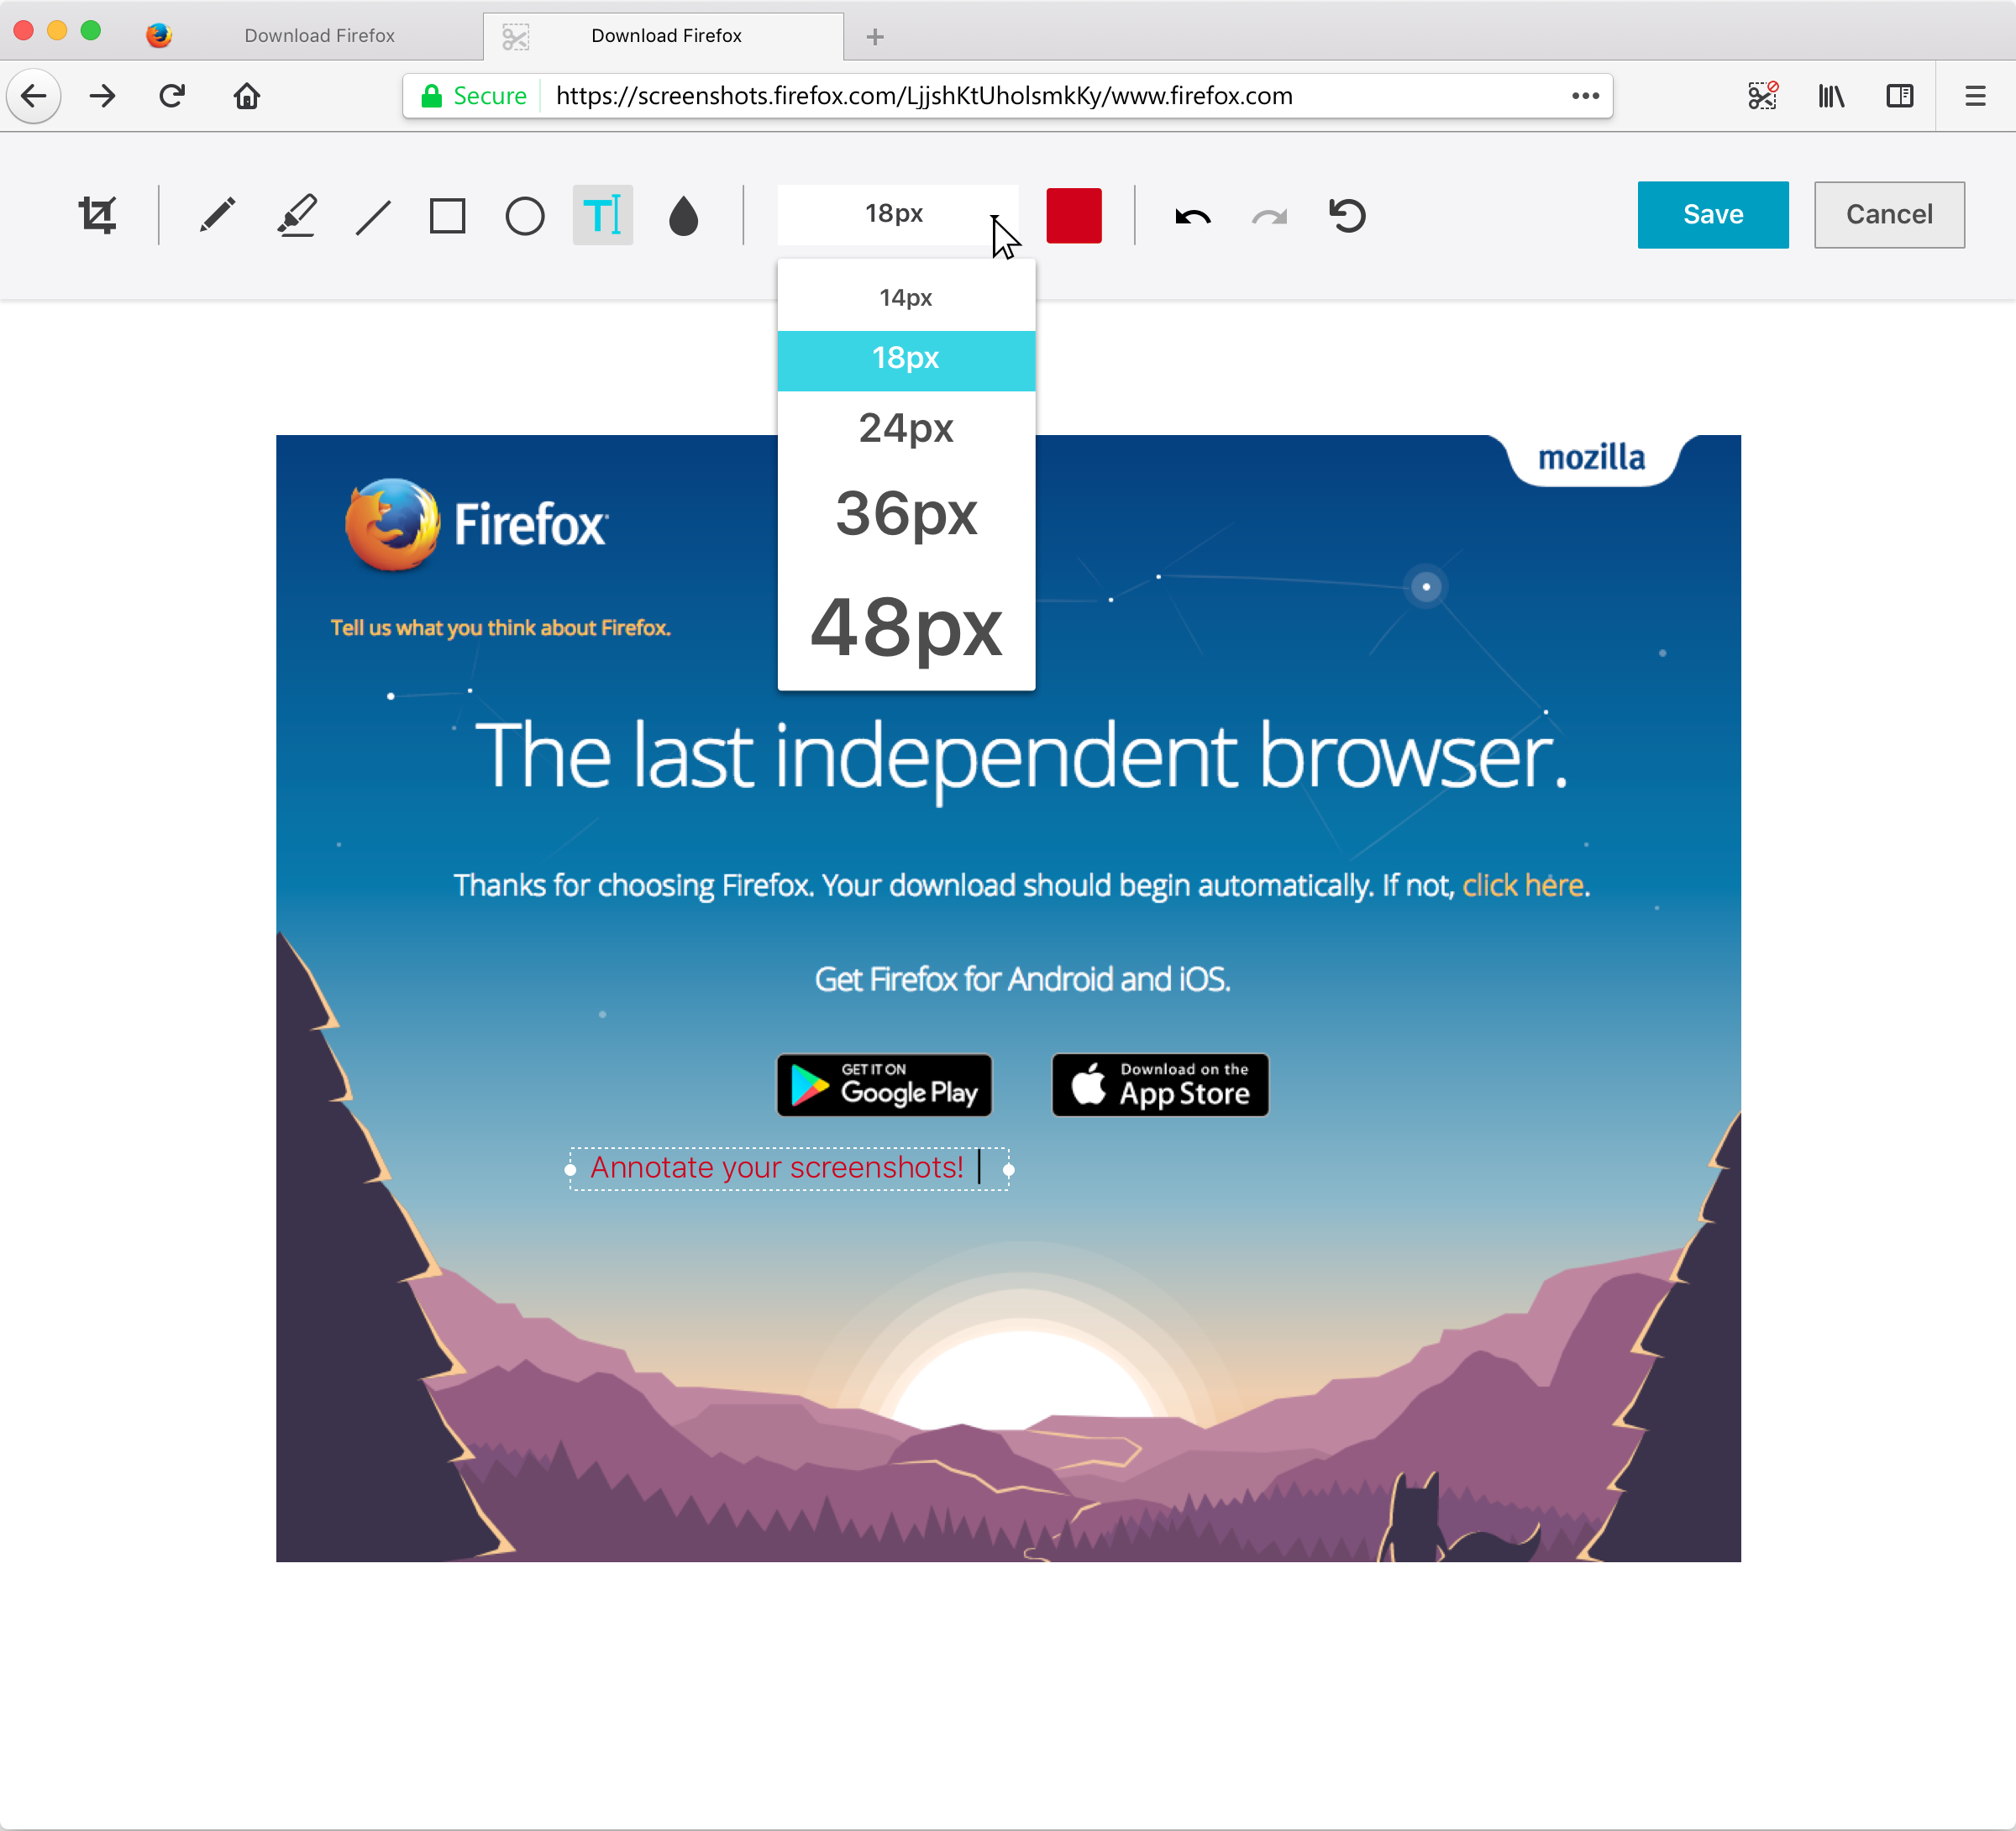 Download Firefox
Download Firefox
Secure
https://screenshots.firefox.com/LjjshKtUholsmkKy/www.firefox.com
T
18px
Save
Cancel
14px
18px
24px
36px
48px
mozilla
Firefox
Tell us what you think about Firefox.
The last independent browser.
Thanks for choosing Firefox. Your download should begin automatically. If not, click here.
Get Firefox for Android and iOS.
GET IT ON
Google Play
Download on the
App Store
Annotate your screenshots!